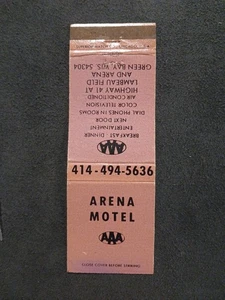 AAA
BREAKFAST - DINNER
ENTERTAINMENT
NEXT DOOR
DIAL PHONES IN ROOMS
COLOR TELEVISION
AIR CONDITIONED
HIGHWAY 41 AT
LAMBEAU FIELD
AND ARENA
GREEN BAY, WIS. 54304
414-494-5636
ARENA
MOTEL
AAA
CLOSE COVER BEFORE STRIKING